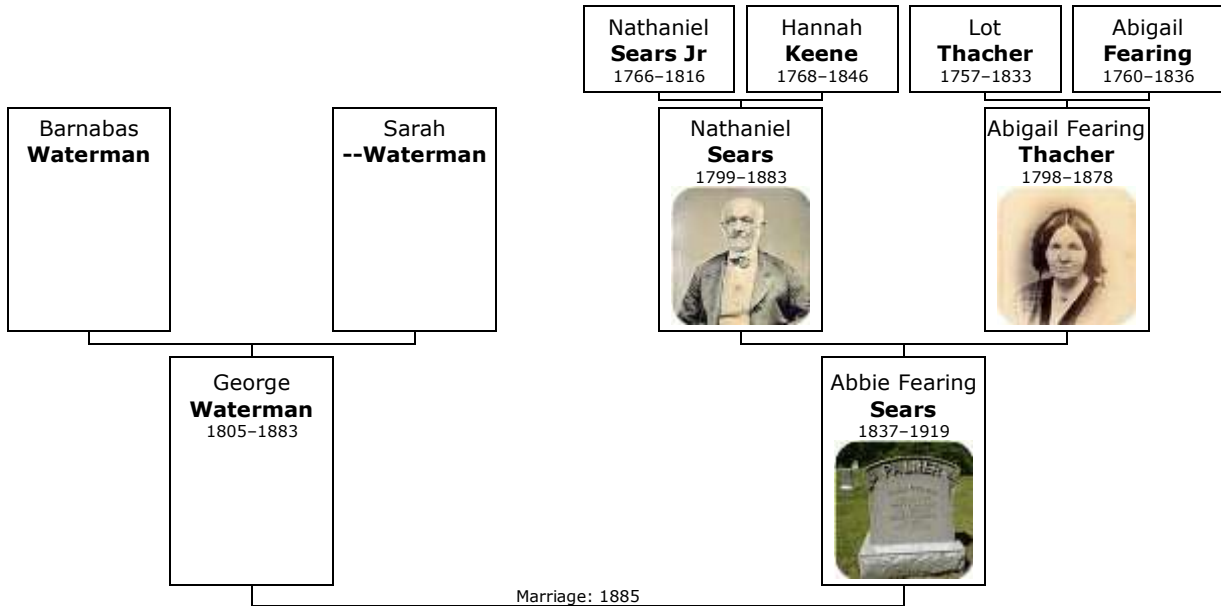 Nathaniel
Sears Jr
1766–1816
Hannah
Keene
1768–1846
Lot
Thacher
1757–1833
Abigail
Fearing
1760–1836
Barnabas
Waterman
Sarah
--Waterman
Nathaniel
Sears
1799–1883
Abigail Fearing
Thacher
1798–1878
George
Waterman
1805–1883
Abbie Fearing
Sears
1837–1919
PALMER
Marriage: 1885